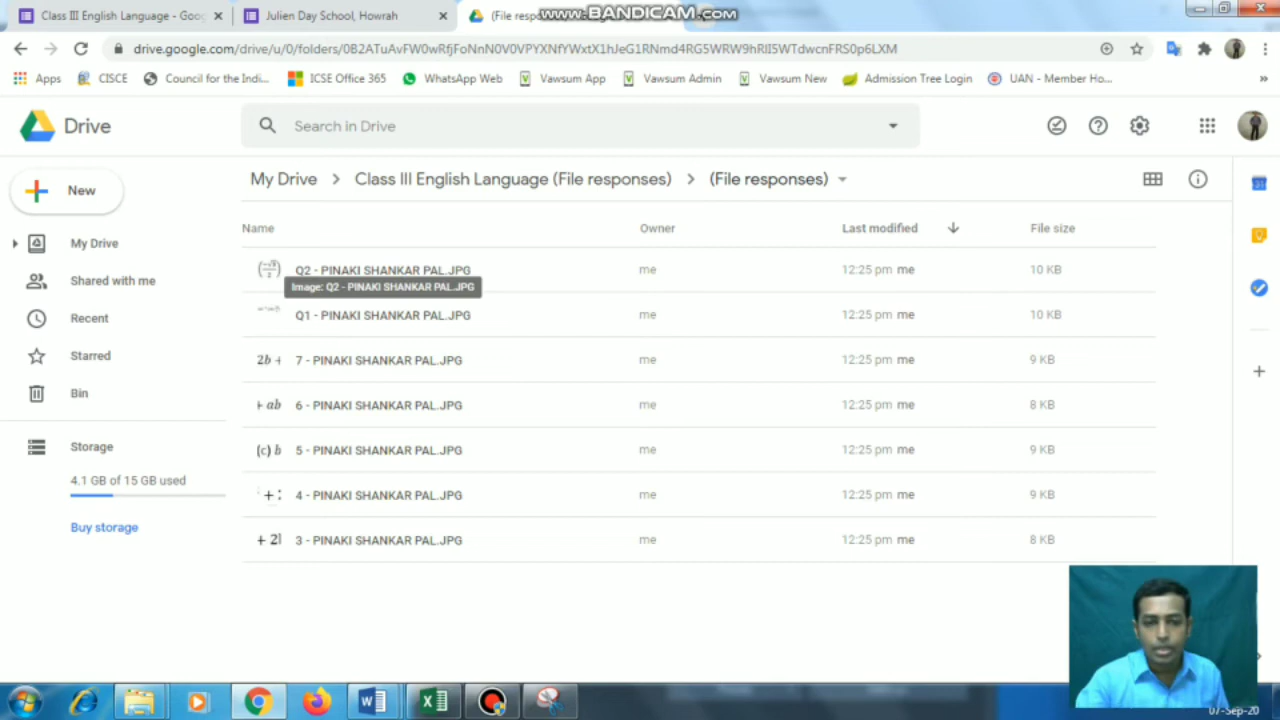 www.BANDICAM.com
Class III English Language - Goog
Julien Day School, Howrah
(File resp
drive.google.com/drive/u/0/folders/0B2ATuAvFW0wRfjFoNnN0V0VPYXNfYWxtX1hJeG1RNmd4RG5WRW9hRlI5WTdwcnFRS0p6LXM
Apps
CISCE
Council for the Indi...
ICSE Office 365
WhatsApp Web
Vawsum App
Vawsum Admin
Vawsum New
Admission Tree Login
UAN - Member Ho...
»
Drive
Search in Drive
New
My Drive
Shared with me
Recent
Starred
Bin
Storage
4.1 GB of 15 GB used
Buy storage
My Drive > Class III English Language (File responses) > (File responses)
Name Owner Last modified File size
Q2 - PINAKI SHANKAR PAL.JPG me 12:25 pm me 10 KB
Image: Q2 - PINAKI SHANKAR PAL.JPG
Q1 - PINAKI SHANKAR PAL.JPG me 12:25 pm me 10 KB
2b + 7 - PINAKI SHANKAR PAL.JPG me 12:25 pm me 9 KB
+ ab 6 - PINAKI SHANKAR PAL.JPG me 12:25 pm me 8 KB
(c) b 5 - PINAKI SHANKAR PAL.JPG me 12:25 pm me 9 KB
4 - PINAKI SHANKAR PAL.JPG me 12:25 pm me 9 KB
3 - PINAKI SHANKAR PAL.JPG me 12:25 pm me 8 KB
31
07-Sep-20